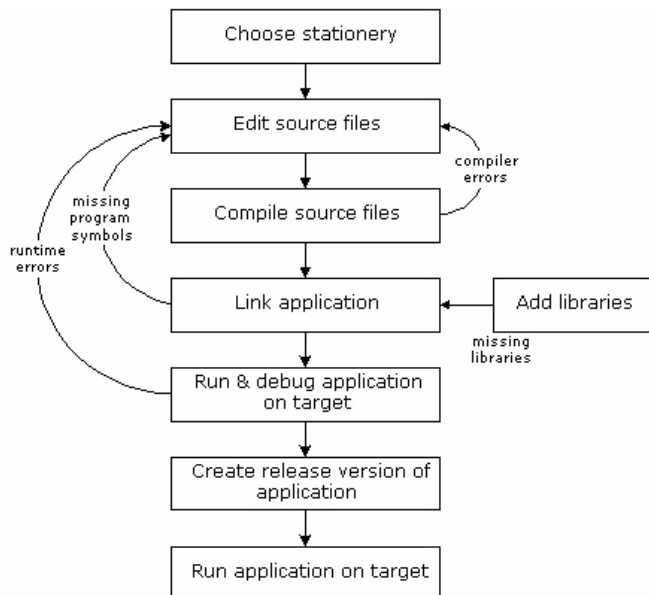 Choose stationery
Edit source files
compiler
errors
missing
program
symbols
Compile source files
runtime
errors
Link application
Add libraries
missing
libraries
Run & debug application
on target
Create release version of
application
Run application on target